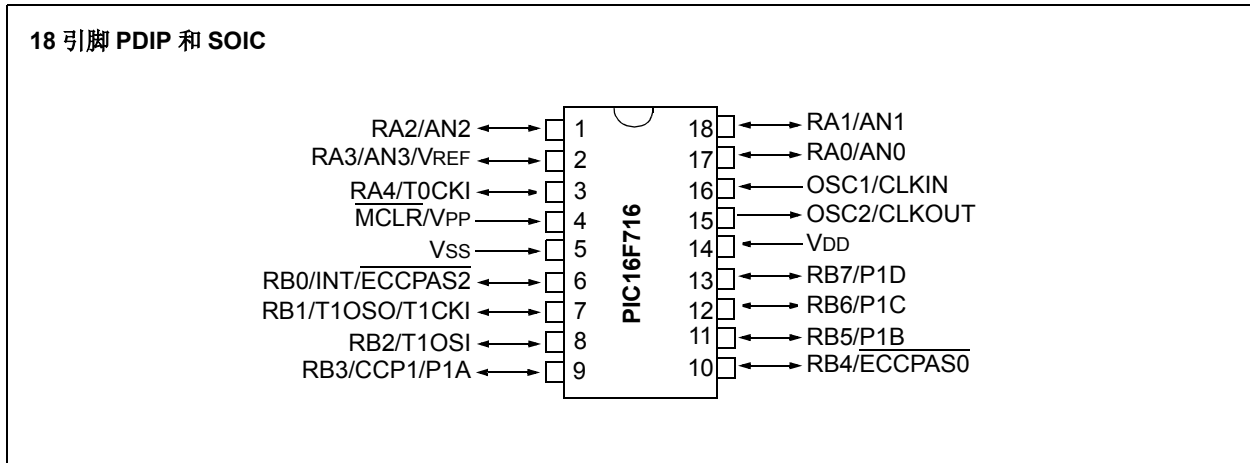 18 引脚 PDIP 和 SOIC
RA2/AN2 1
RA3/AN3/VREF 2
RA4/T0CKI 3
MCLR/VPP 4
VSS 5
RB0/INT/ECCPAS2 6
RB1/T1OSO/T1CKI 7
RB2/T1OSI 8
RB3/CCP1/P1A 9
PIC16F716
18 RA1/AN1
17 RA0/AN0
16 OSC1/CLKIN
15 OSC2/CLKOUT
14 VDD
13 RB7/P1D
12 RB6/P1C
11 RB5/P1B
10 RB4/ECCPAS0